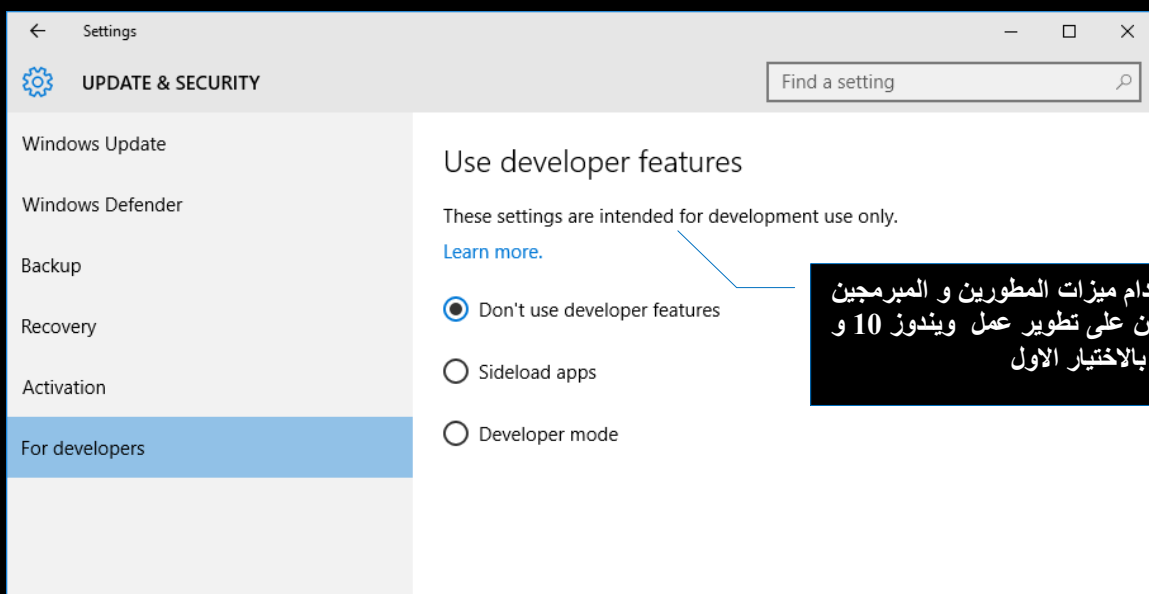 Settings
UPDATE & SECURITY
Find a setting
Windows Update
Windows Defender
Backup
Recovery
Activation
For developers
Use developer features
These settings are intended for development use only.
Learn more.
Don't use developer features
Sideload apps
Developer mode
ميزات المطورين و المبرمجين
على تطوير عمل ويندوز 10 و
بالاختيار الاول